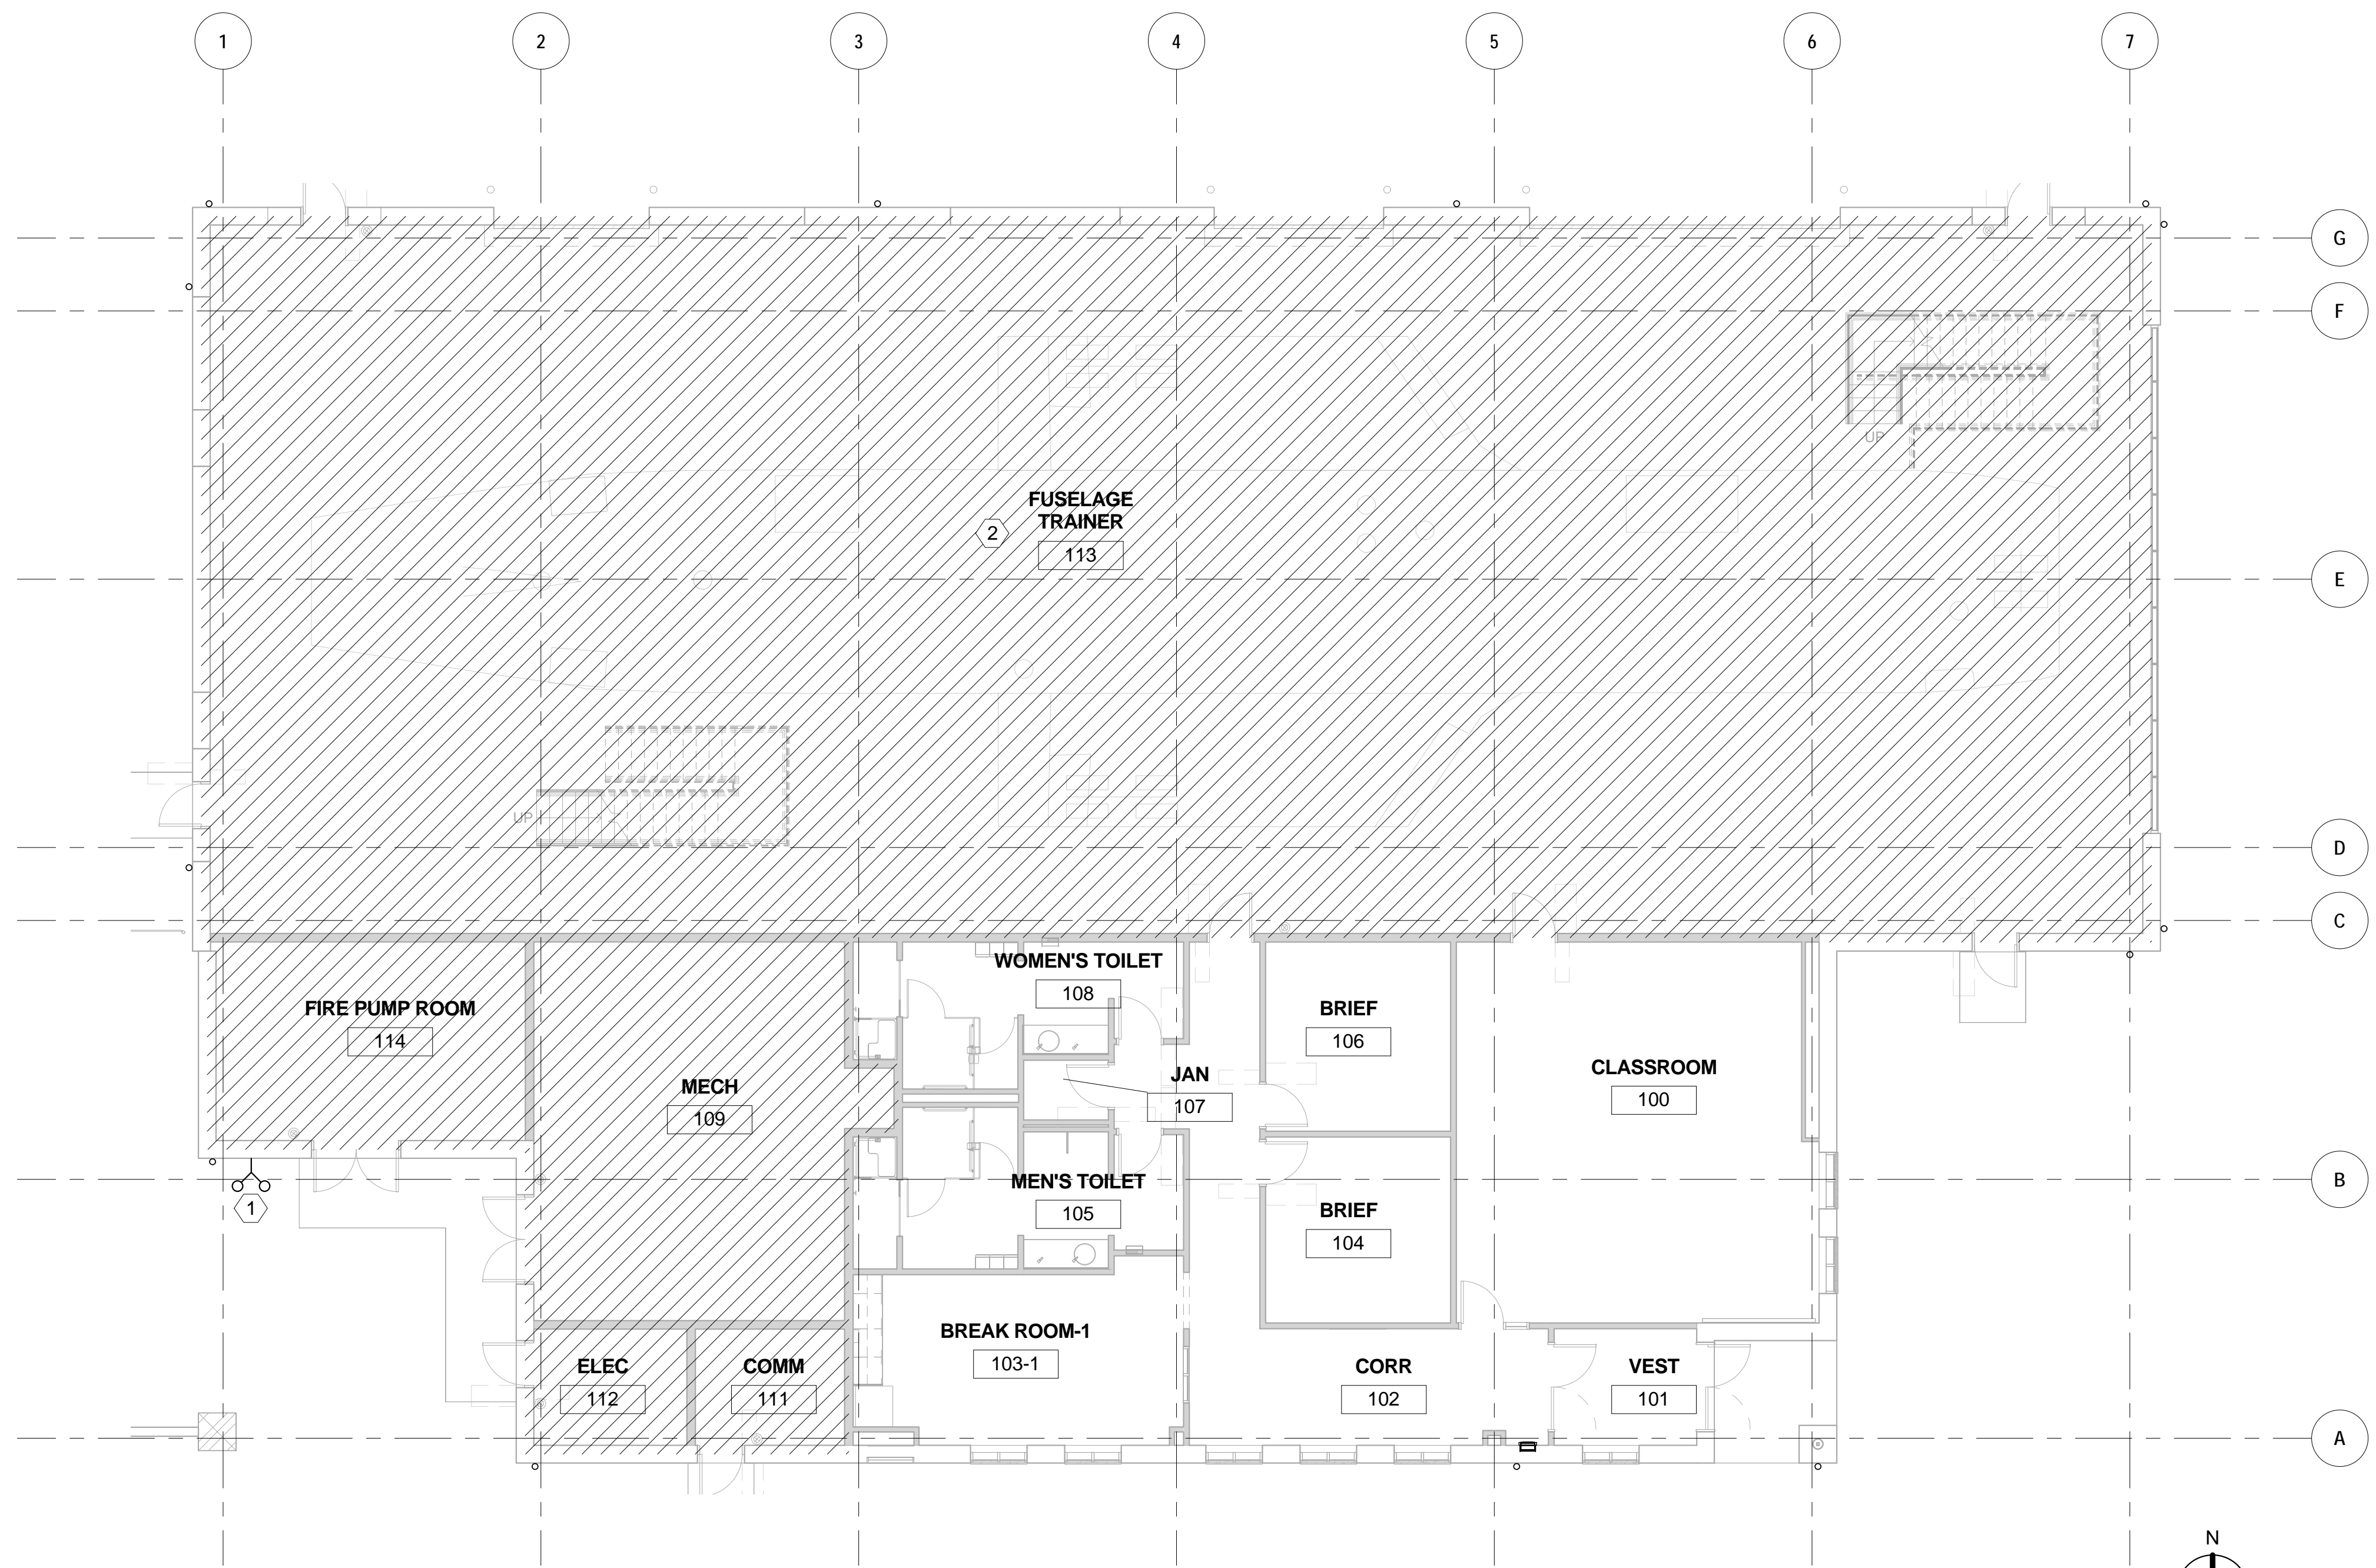 1
2
3
4
5
6
7
G
F
UP
FUSELAGE
TRAINER
2
113
E
UP
D
C
WOMEN'S TOILET
108
FIRE PUMP ROOM
114
BRIEF
106
CLASSROOM
100
MECH
109
JAN
107
MEN'S TOILET
105
B
1
BRIEF
104
BREAK ROOM-1
103-1
ELEC
112
COMM
111
CORR
102
VEST
101
A
N